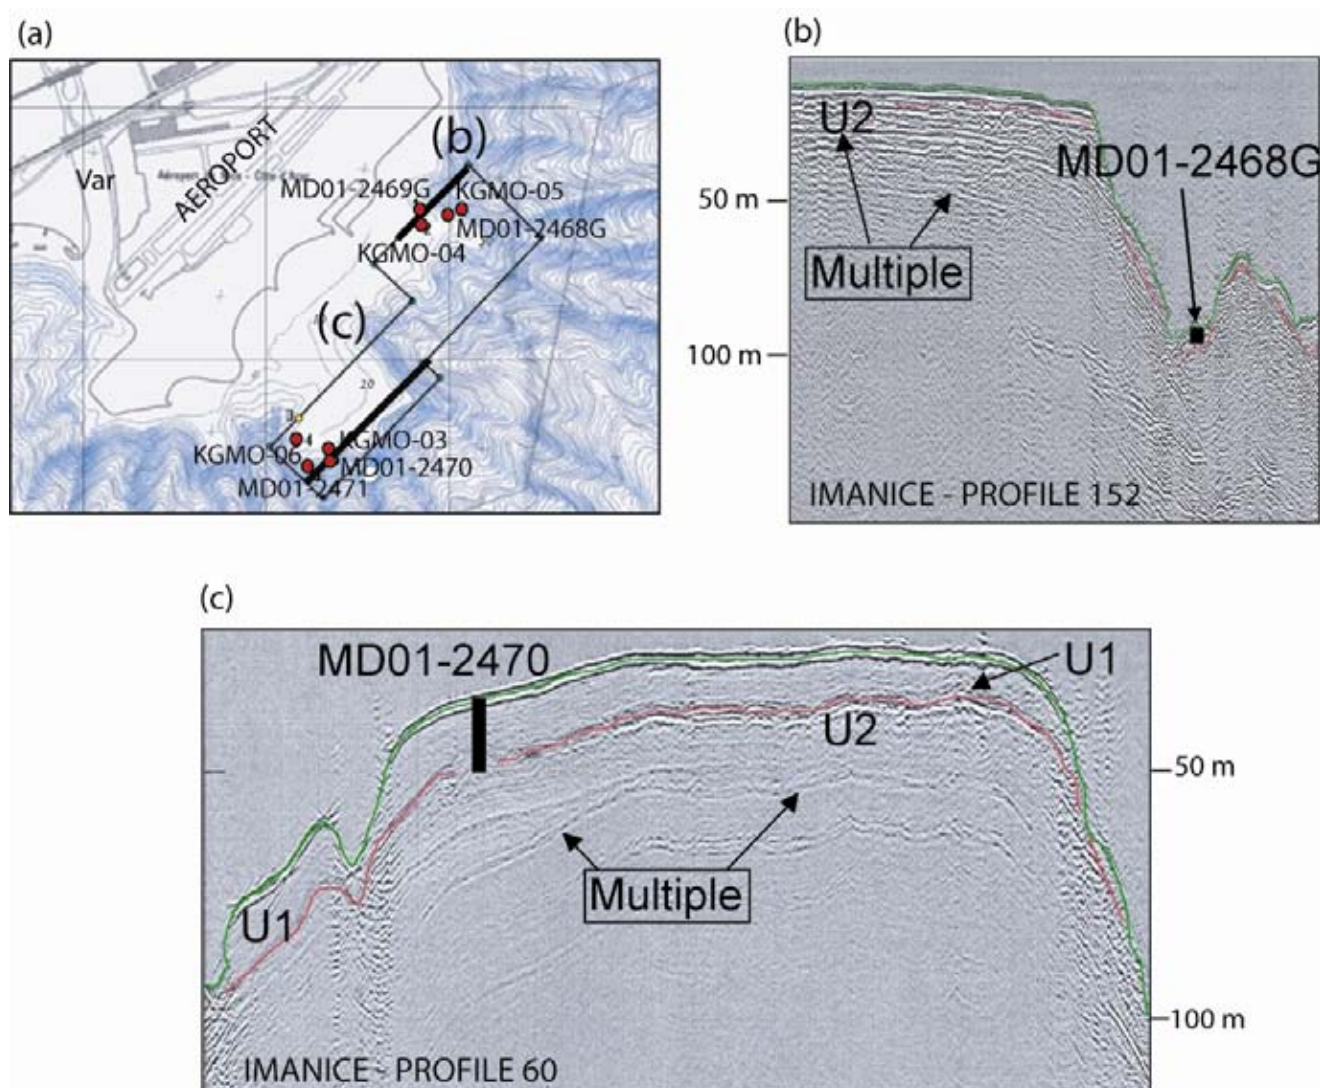 (a)
Var
AEROPORT
(b)
MD01-2469G
KGMO-05
MD01-2468G
KGMO-04
(c)
20
3
4
KGMO-03
KGMO-06
MD01-2470
MD01-2471
(b)
U2
MD01-2468G
50 m
Multiple
100 m
IMANICE - PROFILE 152
(c)
MD01-2470
U1
U2
50 m
Multiple
U1
100 m
IMANICE - PROFILE 60